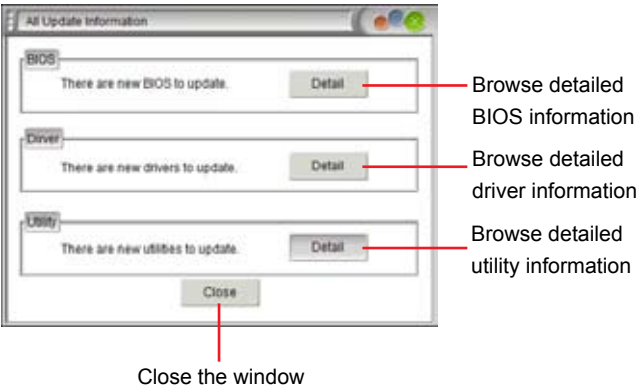 All Update Information
BIOS
There are new BIOS to update.
Detail
Browse detailed
BIOS information
Driver
There are new drivers to update.
Detail
Browse detailed
driver information
Utility
There are new utilities to update.
Detail
Browse detailed
utility information
Close
Close the window